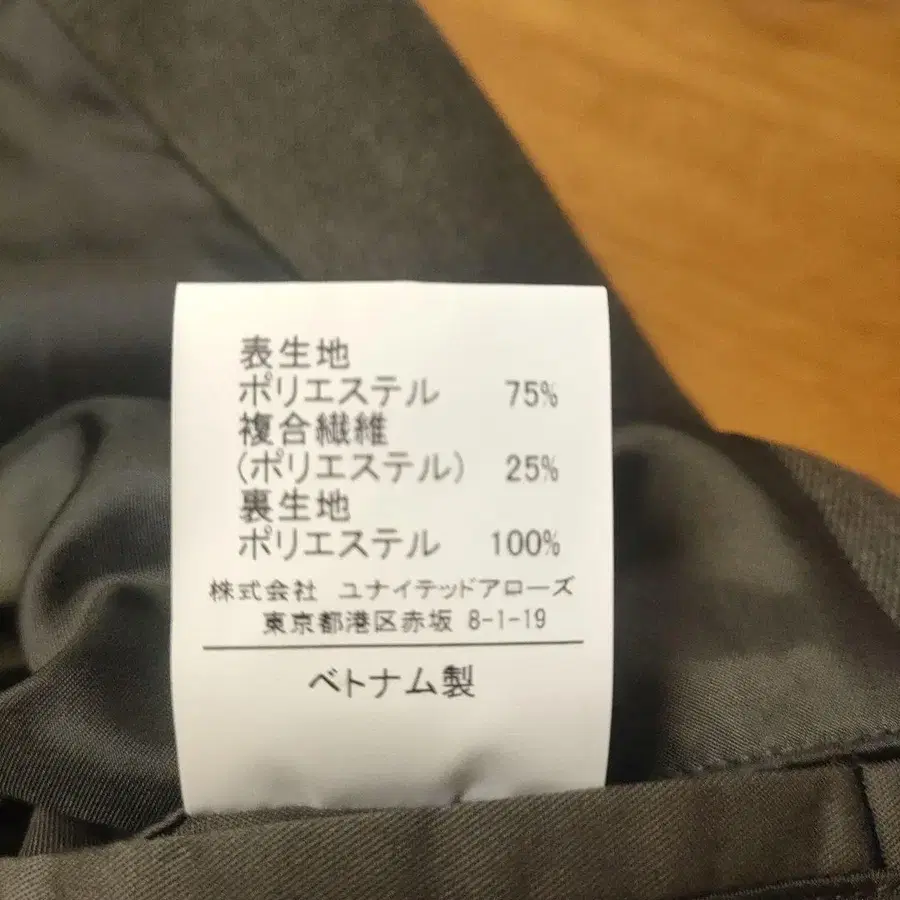 表生地
ポリエステル 75%
複合繊維
(ポリエステル) 25%
裏生地
ポリエステル 100%
株式会社 ユナイテッドアローズ
東京都港区赤坂 8-1-19
ベトナム製